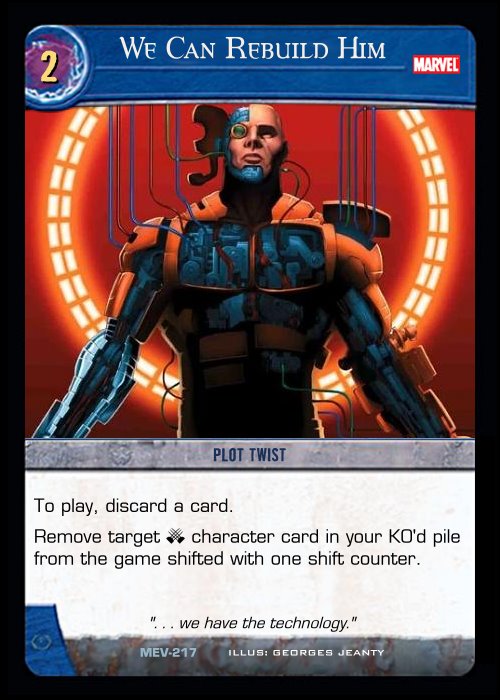 2
We Can Rebuild Him
MARVEL
PLOT TWIST
To play, discard a card.
Remove target character card in your KO'd pile
from the game shifted with one shift counter.
". . . we have the technology."
MEV-217 ILLUS: GEORGES JEANTY